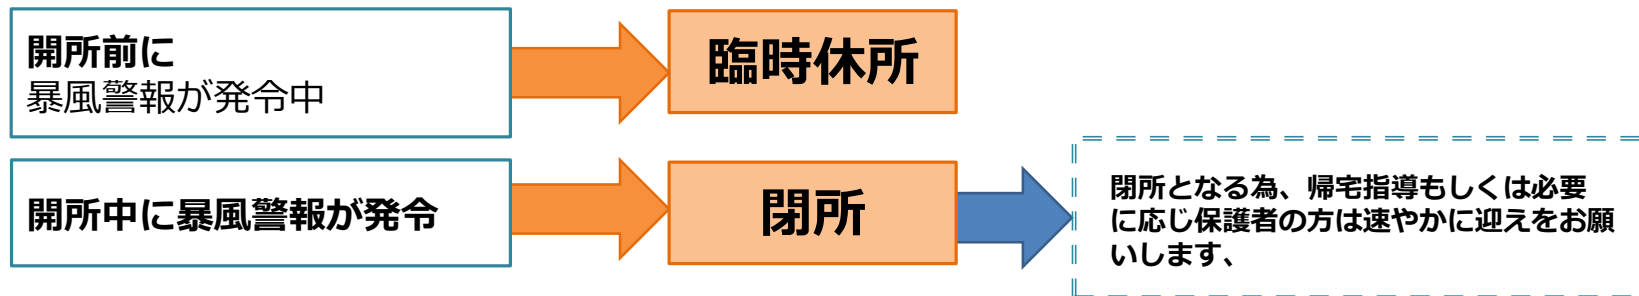 開所前に
暴風警報が発令中
臨時休所
開所中に暴風警報が発令
閉所
閉所となる為、帰宅指導もしくは必要
に応じ保護者の方は速やかに迎えをお願
いします、